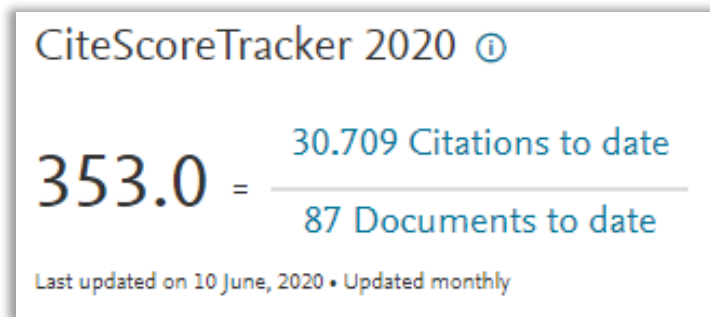 CiteScoreTracker 2020 ⓘ
353.0 =
30.709 Citations to date
87 Documents to date
Last updated on 10 June, 2020 • Updated monthly